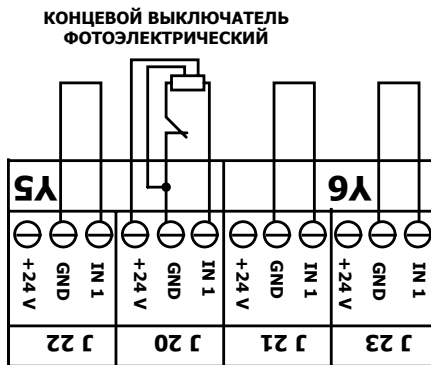 КОНЦЕВОЙ ВЫКЛЮЧАТЕЛЬ
ФОТОЭЛЕКТРИЧЕСКИЙ
Y5 Y6
+24 V GND IN 1 +24 V GND IN 1 +24 V GND IN 1 +24 V GND IN 1
J 22 J 20 J 21 J 23